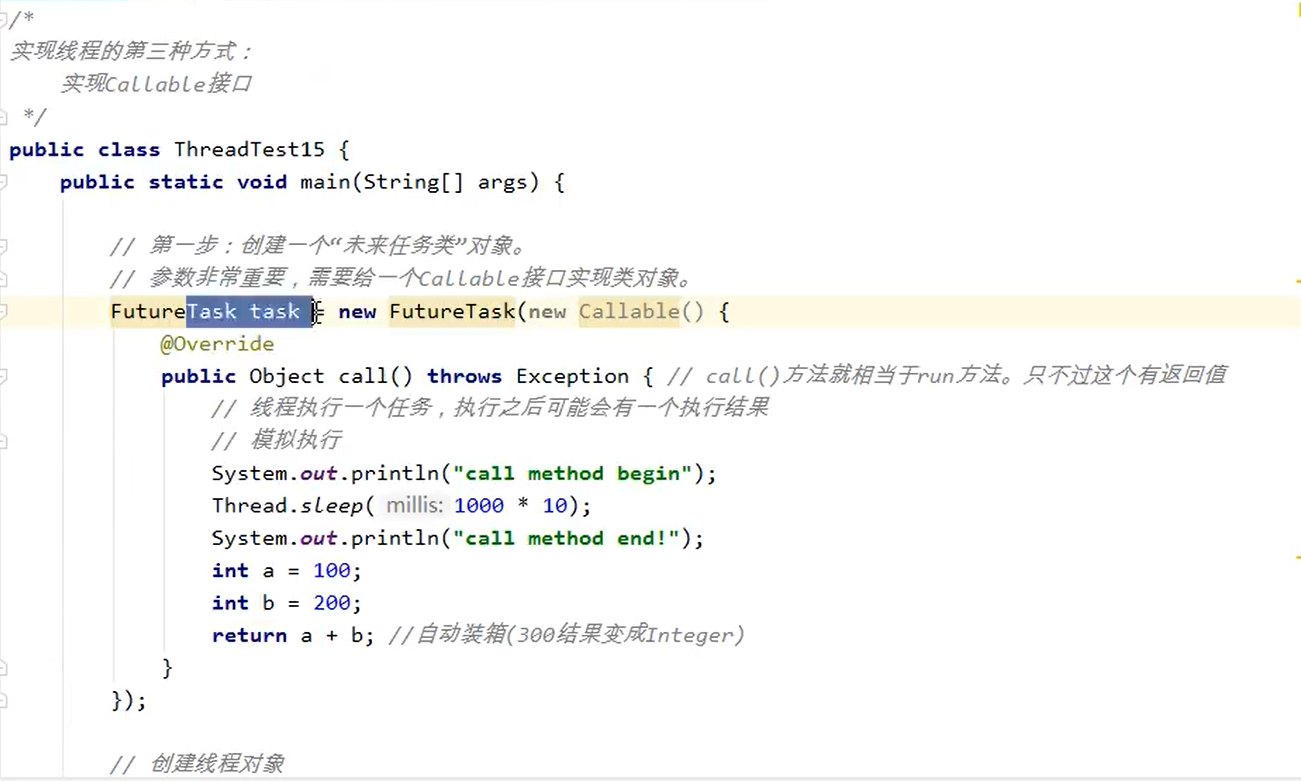 /*
实现线程的第三种方式：
    实现Callable接口
 */
public class ThreadTest15 {
    public static void main(String[] args) {

        // 第一步：创建一个“未来任务类”对象。
        // 参数非常重要，需要给一个Callable接口实现类对象。
        FutureTask task = new FutureTask(new Callable() {
            @Override
            public Object call() throws Exception { // call()方法就相当于run方法。只不过这个有返回值
                // 线程执行一个任务，执行之后可能会有一个执行结果
                // 模拟执行
                System.out.println("call method begin");
                Thread.sleep( millis: 1000 * 10);
                System.out.println("call method end!");
                int a = 100;
                int b = 200;
                return a + b; //自动装箱(300结果变成Integer)
            }
        });

        // 创建线程对象